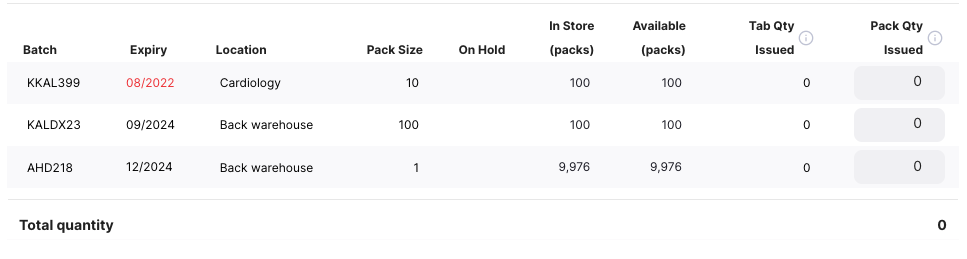 Batch Expiry Location Pack Size On Hold In Store (packs) Available (packs) Tab Qty Issued Pack Qty Issued
KKAL399 08/2022 Cardiology 10 100 100 0 0
KALDX23 09/2024 Back warehouse 100 100 100 0 0
AHD218 12/2024 Back warehouse 1 9,976 9,976 0 0
Total quantity 0